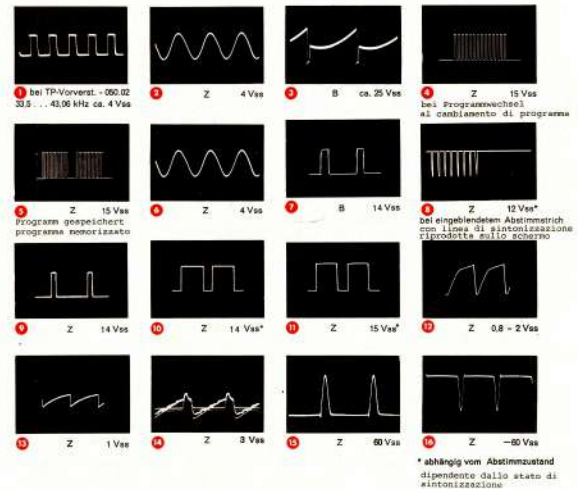 1 bei TP-Vorverst. - 050.02
33,5 . . . 43,06 kHz ca. 4 Vss
2 Z 4 Vss
3 B ca. 25 Vss
4 Z 15 Vss
bei Programmwechsel
al cambiamento di programma
5 Z 15 Vss
Programm gespeichert
programma memorizzato
6 Z 4 Vss
7 B 14 Vss
8 Z 12 Vss*
bei eingeblendetem Abstimmstrich
con linea di sintonizzazione
riprodotta sullo schermo
9 Z 14 Vss
10 Z 14 Vss*
11 Z 15 Vss*
12 Z 0,8 - 2 Vss
13 Z 1 Vss
14 Z 3 Vss
15 Z 60 Vss
16 Z —60 Vss
* abhängig vom Abstimmzustand
dipendente dallo stato di
sintonizzazione